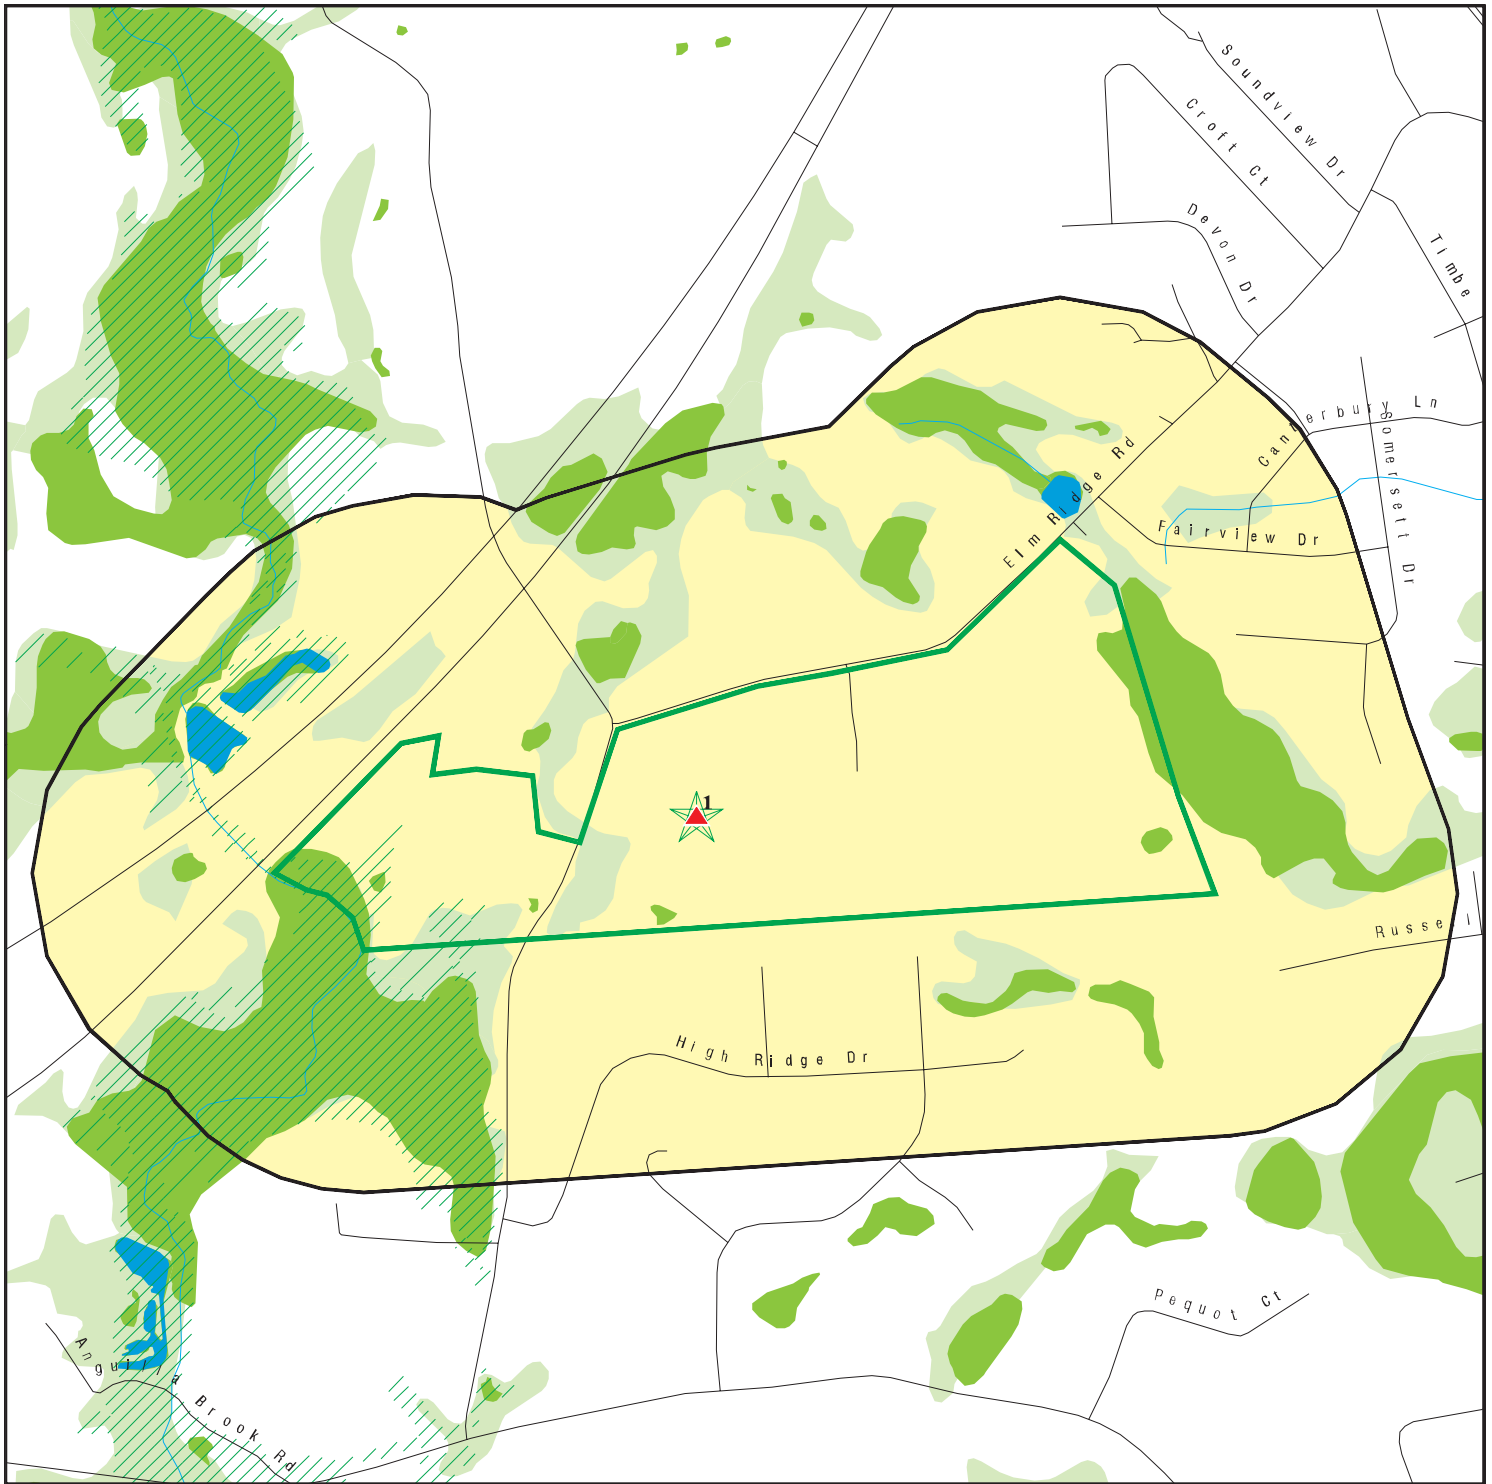 Soundview Dr
Croft Ct
Devon Dr
Timbe
Canterbury Ln
Somersett Dr
Elm Ridge Rd
Fairview Dr
1
Russel
High Ridge Dr
Pequot Ct
Anguilla Brook Rd